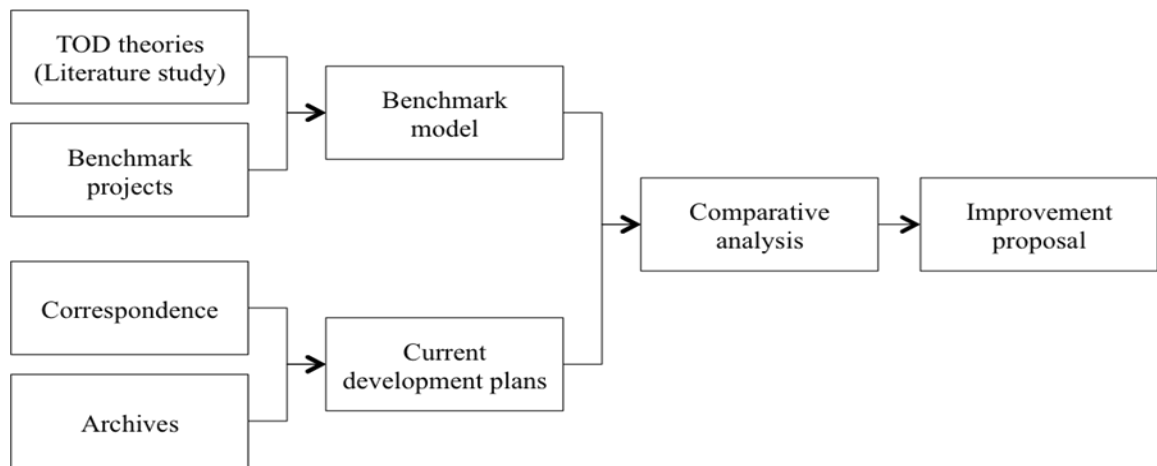 TOD theories
(Literature study)
Benchmark
projects
Benchmark
model
Correspondence
Archives
Current
development plans
Comparative
analysis
Improvement
proposal